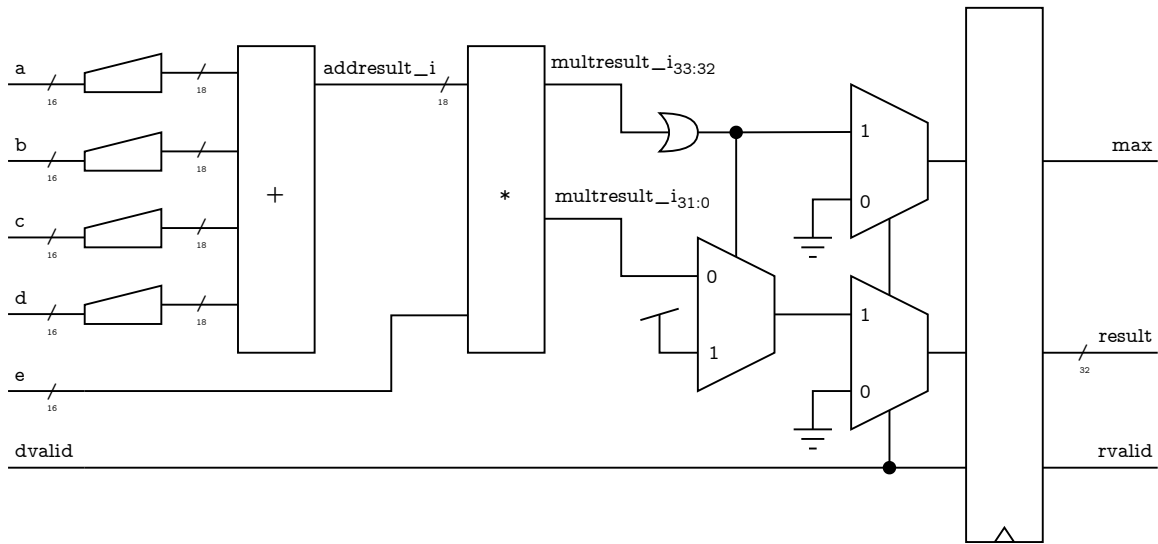 a
16
18
b
16
18
c
16
18
d
16
18
e
16
dvalid
+
addresult_i
18
*
multresult_i33:32
multresult_i31:0
0
1
1
0
1
0
max
result
32
rvalid